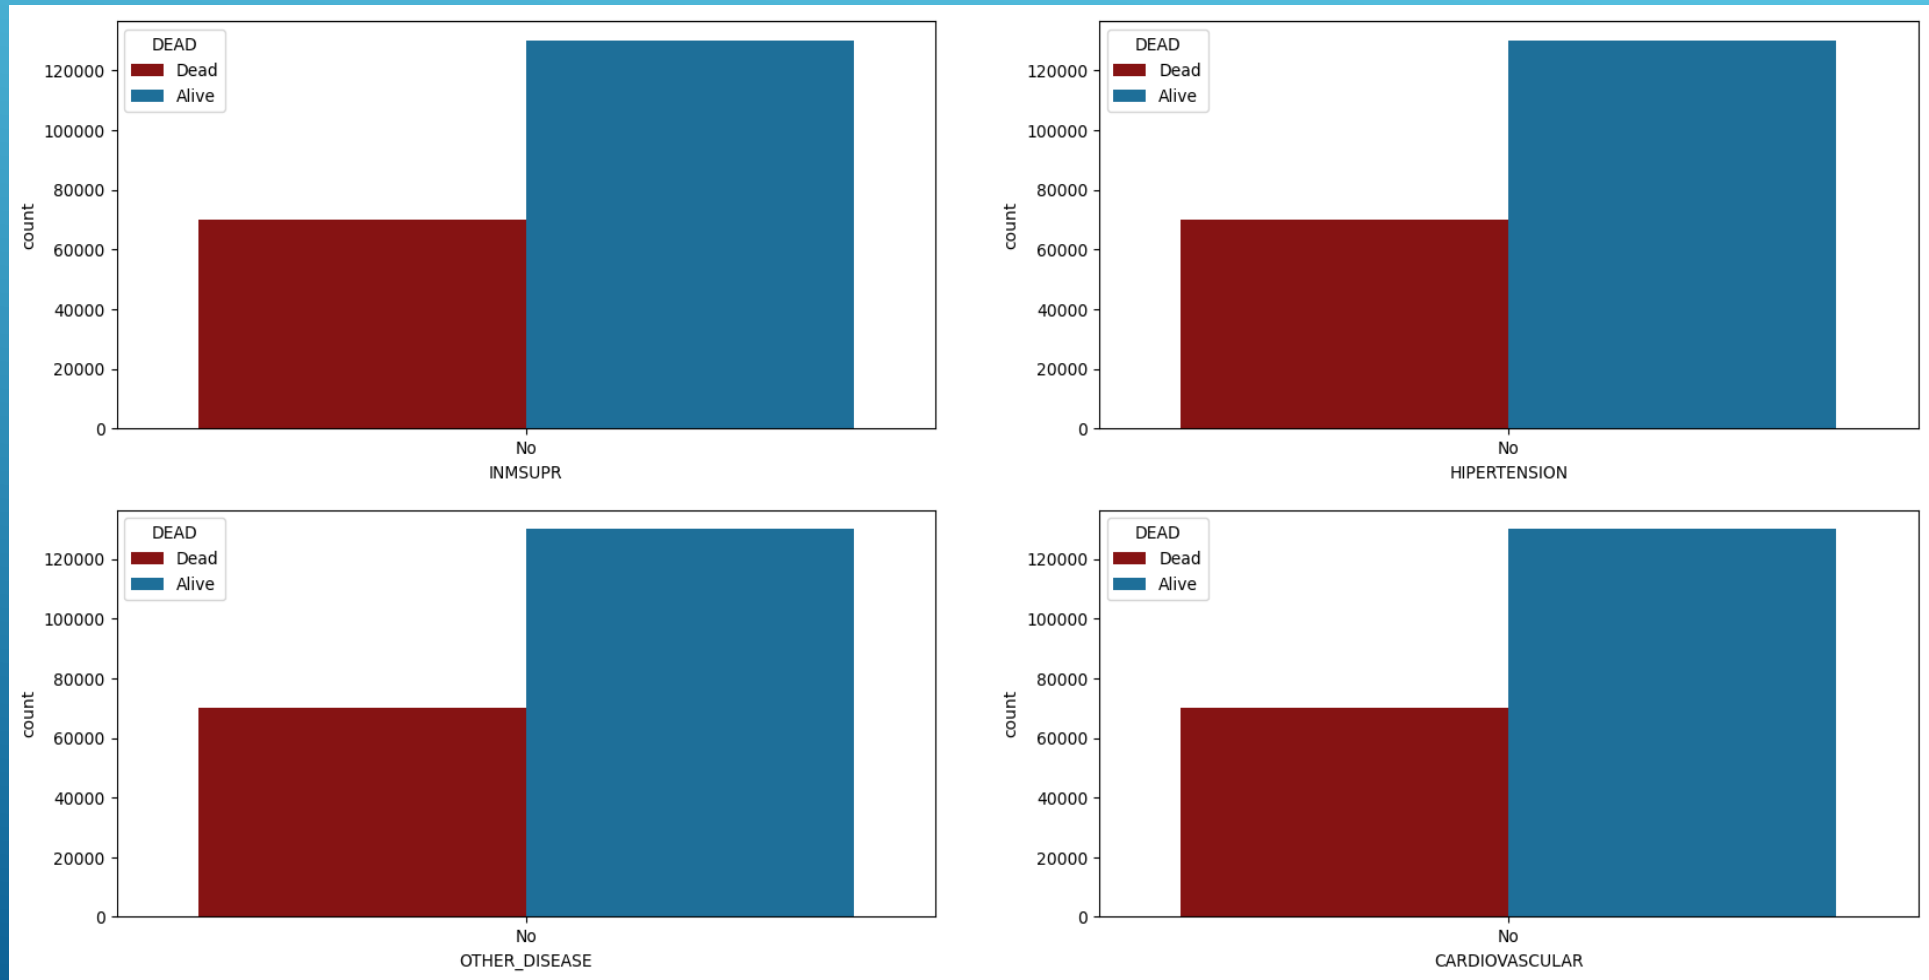 DEAD
Dead
Alive
120000
100000
80000
60000
40000
20000
0
count
No
INMSUPR
DEAD
Dead
Alive
120000
100000
80000
60000
40000
20000
0
count
No
HIPERTENSION
DEAD
Dead
Alive
120000
100000
80000
60000
40000
20000
0
count
No
OTHER_DISEASE
DEAD
Dead
Alive
120000
100000
80000
60000
40000
20000
0
count
No
CARDIOVASCULAR